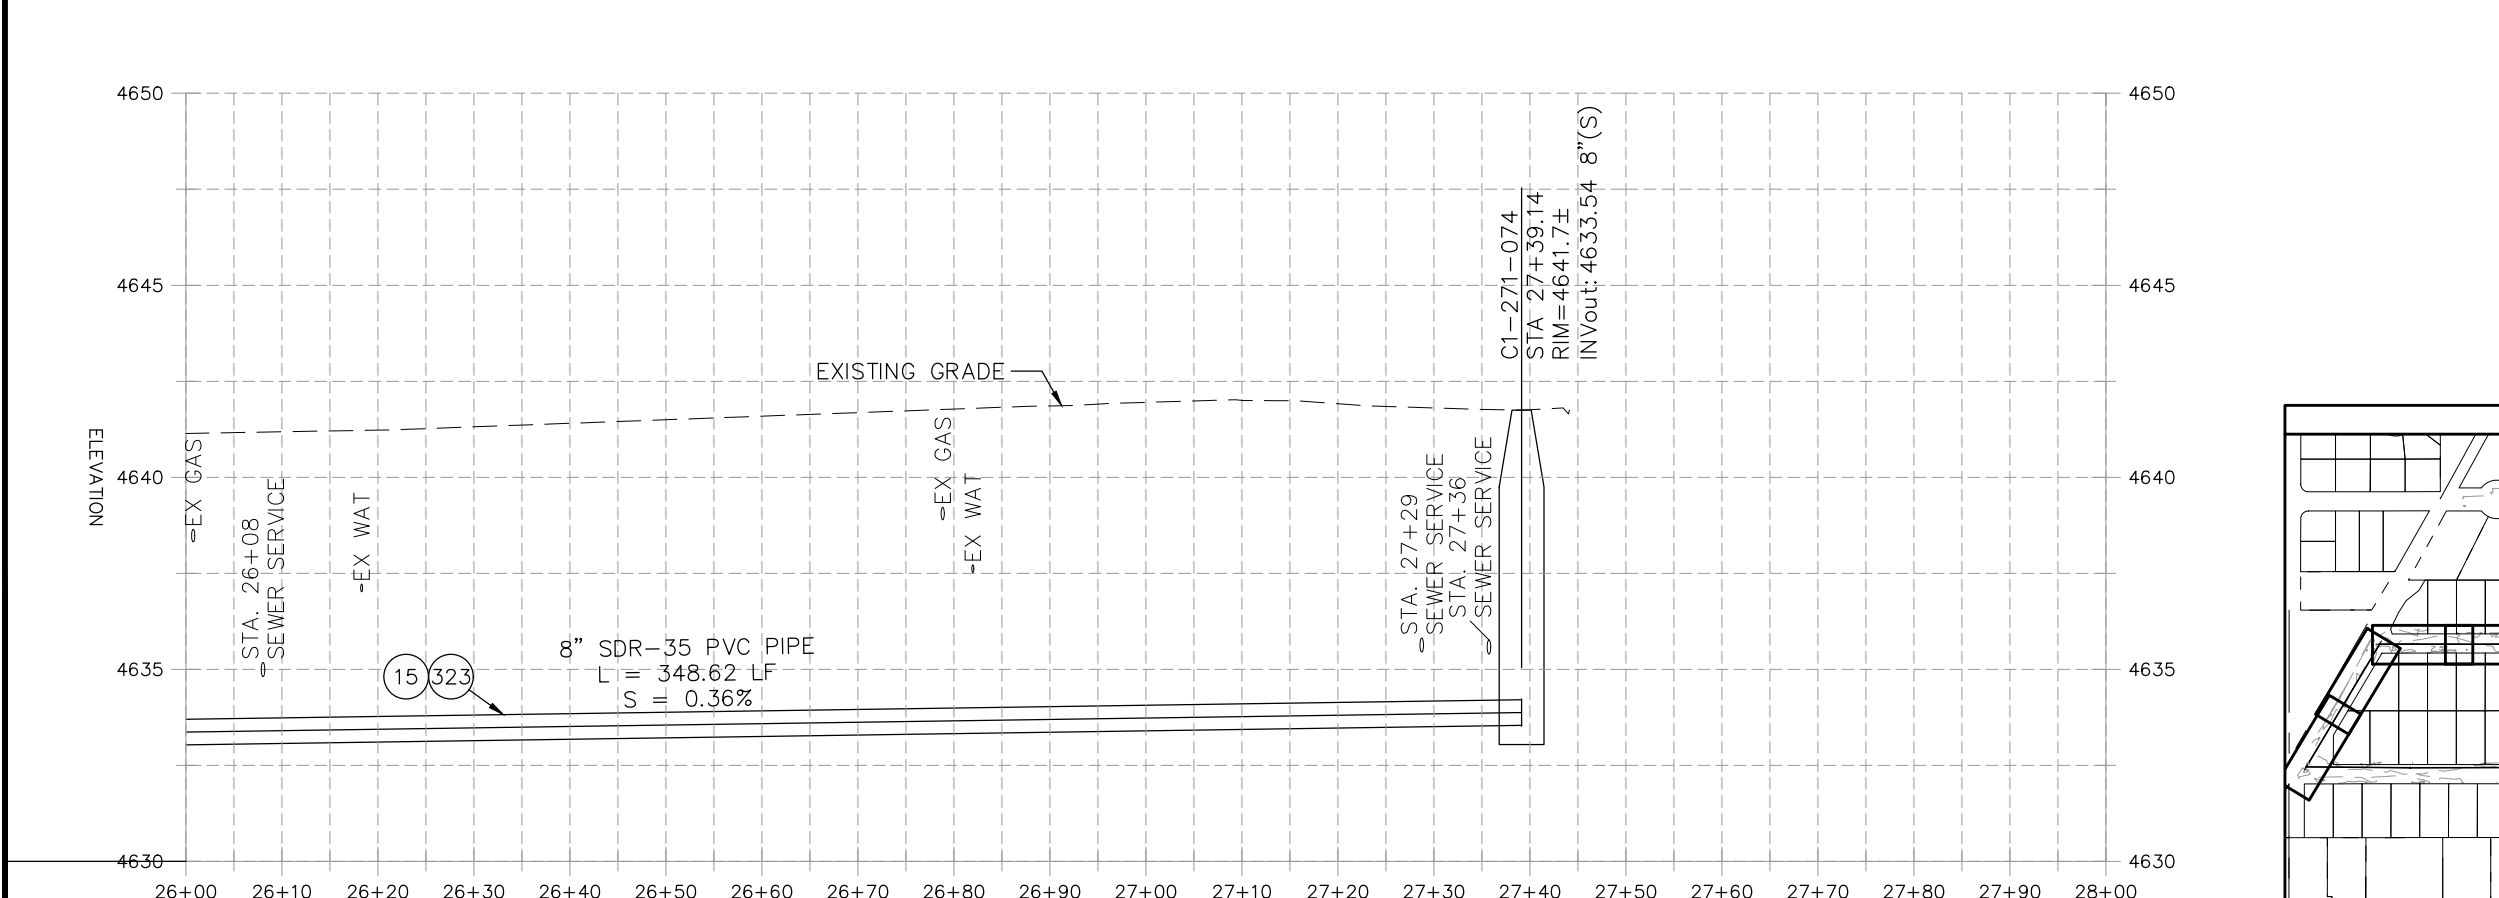 4650
4650
4645
4645
4640
4640
4635
4635
4630
4630
ELEVATION
EXISTING GRADE
C1-271-074
STA 27+39.14
RIM=4641.7±
INVout: 4633.54 8"(S)
EX GAS
STA. 26+08
SEWER SERVICE
EX WAT
EX GAS
EX WAT
STA. 27+29
SEWER SERVICE
STA. 27+36
SEWER SERVICE
15
323
8" SDR-35 PVC PIPE
L = 348.62 LF
S = 0.36%
26+00 26+10 26+20 26+30 26+40 26+50 26+60 26+70 26+80 26+90 27+00 27+10 27+20 27+30 27+40 27+50 27+60 27+70 27+80 27+90 28+00